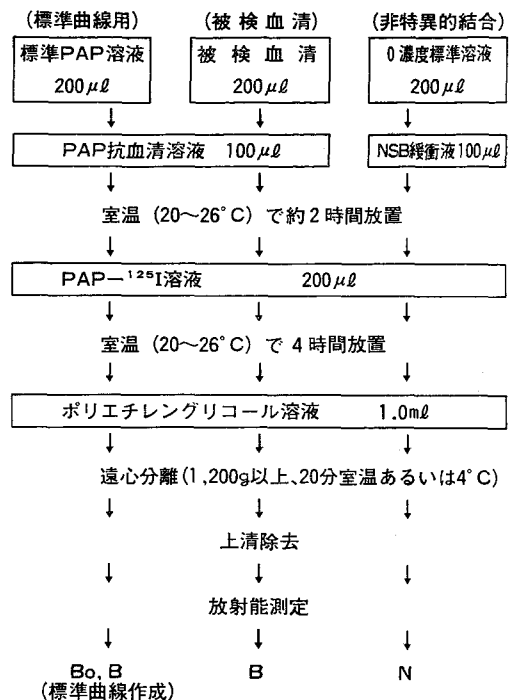 (標準曲線用) (被検血清) (非特異的結合)
標準PAP溶液 被検血清 0濃度標準溶液
200μℓ 200μℓ 200μℓ
PAP抗血清溶液 100μℓ NSB緩衝液100μℓ
室温(20〜26°C)で約2時間放置
PAP—¹²⁵I溶液 200μℓ
室温(20〜26°C)で4時間放置
ポリエチレングリコール溶液 1.0mℓ
遠心分離(1,200g以上、20分室温あるいは4°C)
上清除去
放射能測定
Bo, B B N
(標準曲線作成)